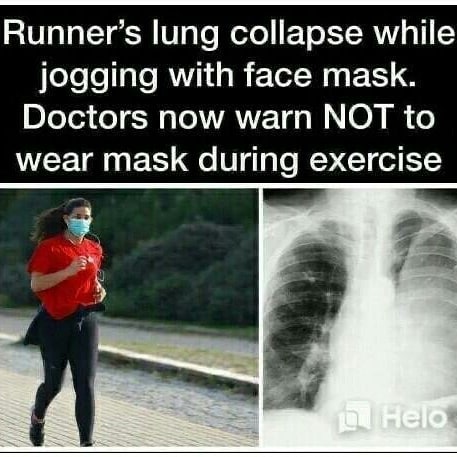 Runner's lung collapse while
jogging with face mask.
Doctors now warn NOT to
wear mask during exercise
Helo